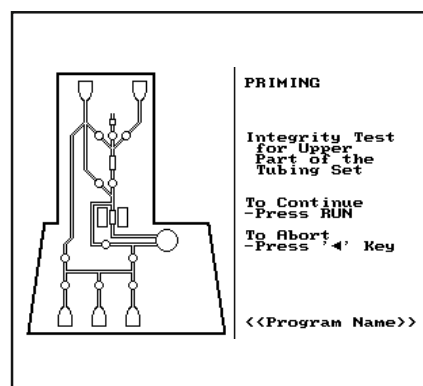 PRIMING
Integrity Test
for Upper
Part of the
Tubing Set
To Continue
-Press RUN
To Abort
-Press '◄' Key
<<Program Name>>